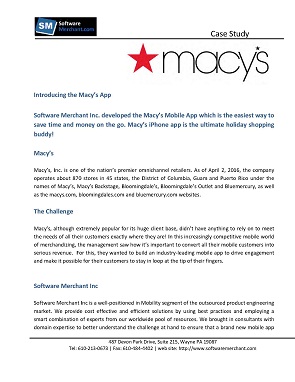 SM Software
Merchant.com
Case Study
macy's
Introducing the Macy's App
Software Merchant Inc. developed the Macy's Mobile App which is the easiest way to
save time and money on the go. Macy's iPhone app is the ultimate holiday shopping
buddy!
Macy's
Macy's, Inc. is one of the nation's premier omnichannel retailers. As of April 2, 2016, the company
operates about 870 stores in 45 states, the District of Columbia, Guam and Puerto Rico under the
names of Macy's, Macy's Backstage, Bloomingdale's, Bloomingdale's Outlet and Bluemercury, as well
as the macys.com, bloomingdales.com and bluemercury.com websites.
The Challenge
Macy's, although extremely popular for its huge client base, didn't have anything to rely on to meet
the needs of all their customers exactly where they are! In this increasingly competitive mobile world
of merchandizing, the management saw how it's important to convert all their mobile customers into
serious revenue. For this, they wanted to build an industry-leading mobile app to drive engagement
and make it possible for their customers to stay in loop at the tip of their fingers.
Software Merchant Inc
Software Merchant Inc is a well-positioned in Mobility segment of the outsourced product engineering
market. We provide cost effective and efficient solutions by using best practices and employing a
smart combination of experts from our worldwide pool of resources. We brought in consultants with
domain expertise to better understand the challenge at hand to ensure that a brand new mobile app
487 Devon Park Drive, Suite 215, Wayne PA 19087
Tel: 610-213-0673 | Fax: 610-484-4402 | web site: http://www.softwaremerchant.com